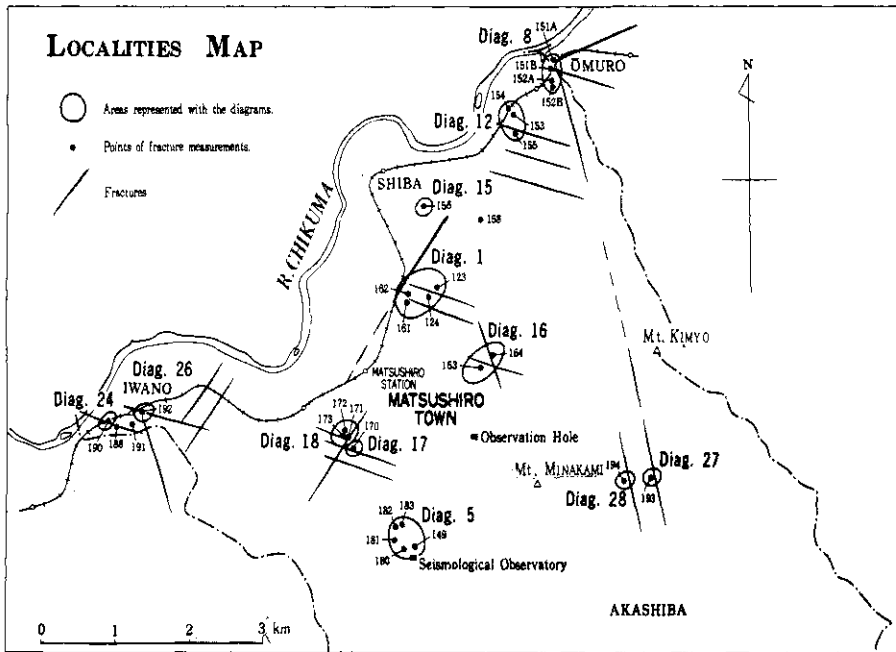 LOCALITIES MAP
Areas represented with the diagrams.
Points of fracture measurements.
Fractures
Diag. 8
151A
151B
ŌMURO
152A
152B
154
Diag. 12
153
155
N
SHIBA
Diag. 15
156
158
R. CHIKUMA
Diag. 1
123
162
161
124
Diag. 16
164
163
Mt. KIMYO
MATSUSHIRO
STATION
MATSUSHIRO
TOWN
Diag. 26
Diag. 24
IWANO
192
190
188
191
172
171
173
170
Diag. 18
Diag. 17
Observation Hole
Mt. MINAKAMI
194
Diag. 27
193
Diag. 28
183
182
Diag. 5
181
149
180
Seismological Observatory
AKASHIBA
0 1 2 3 km